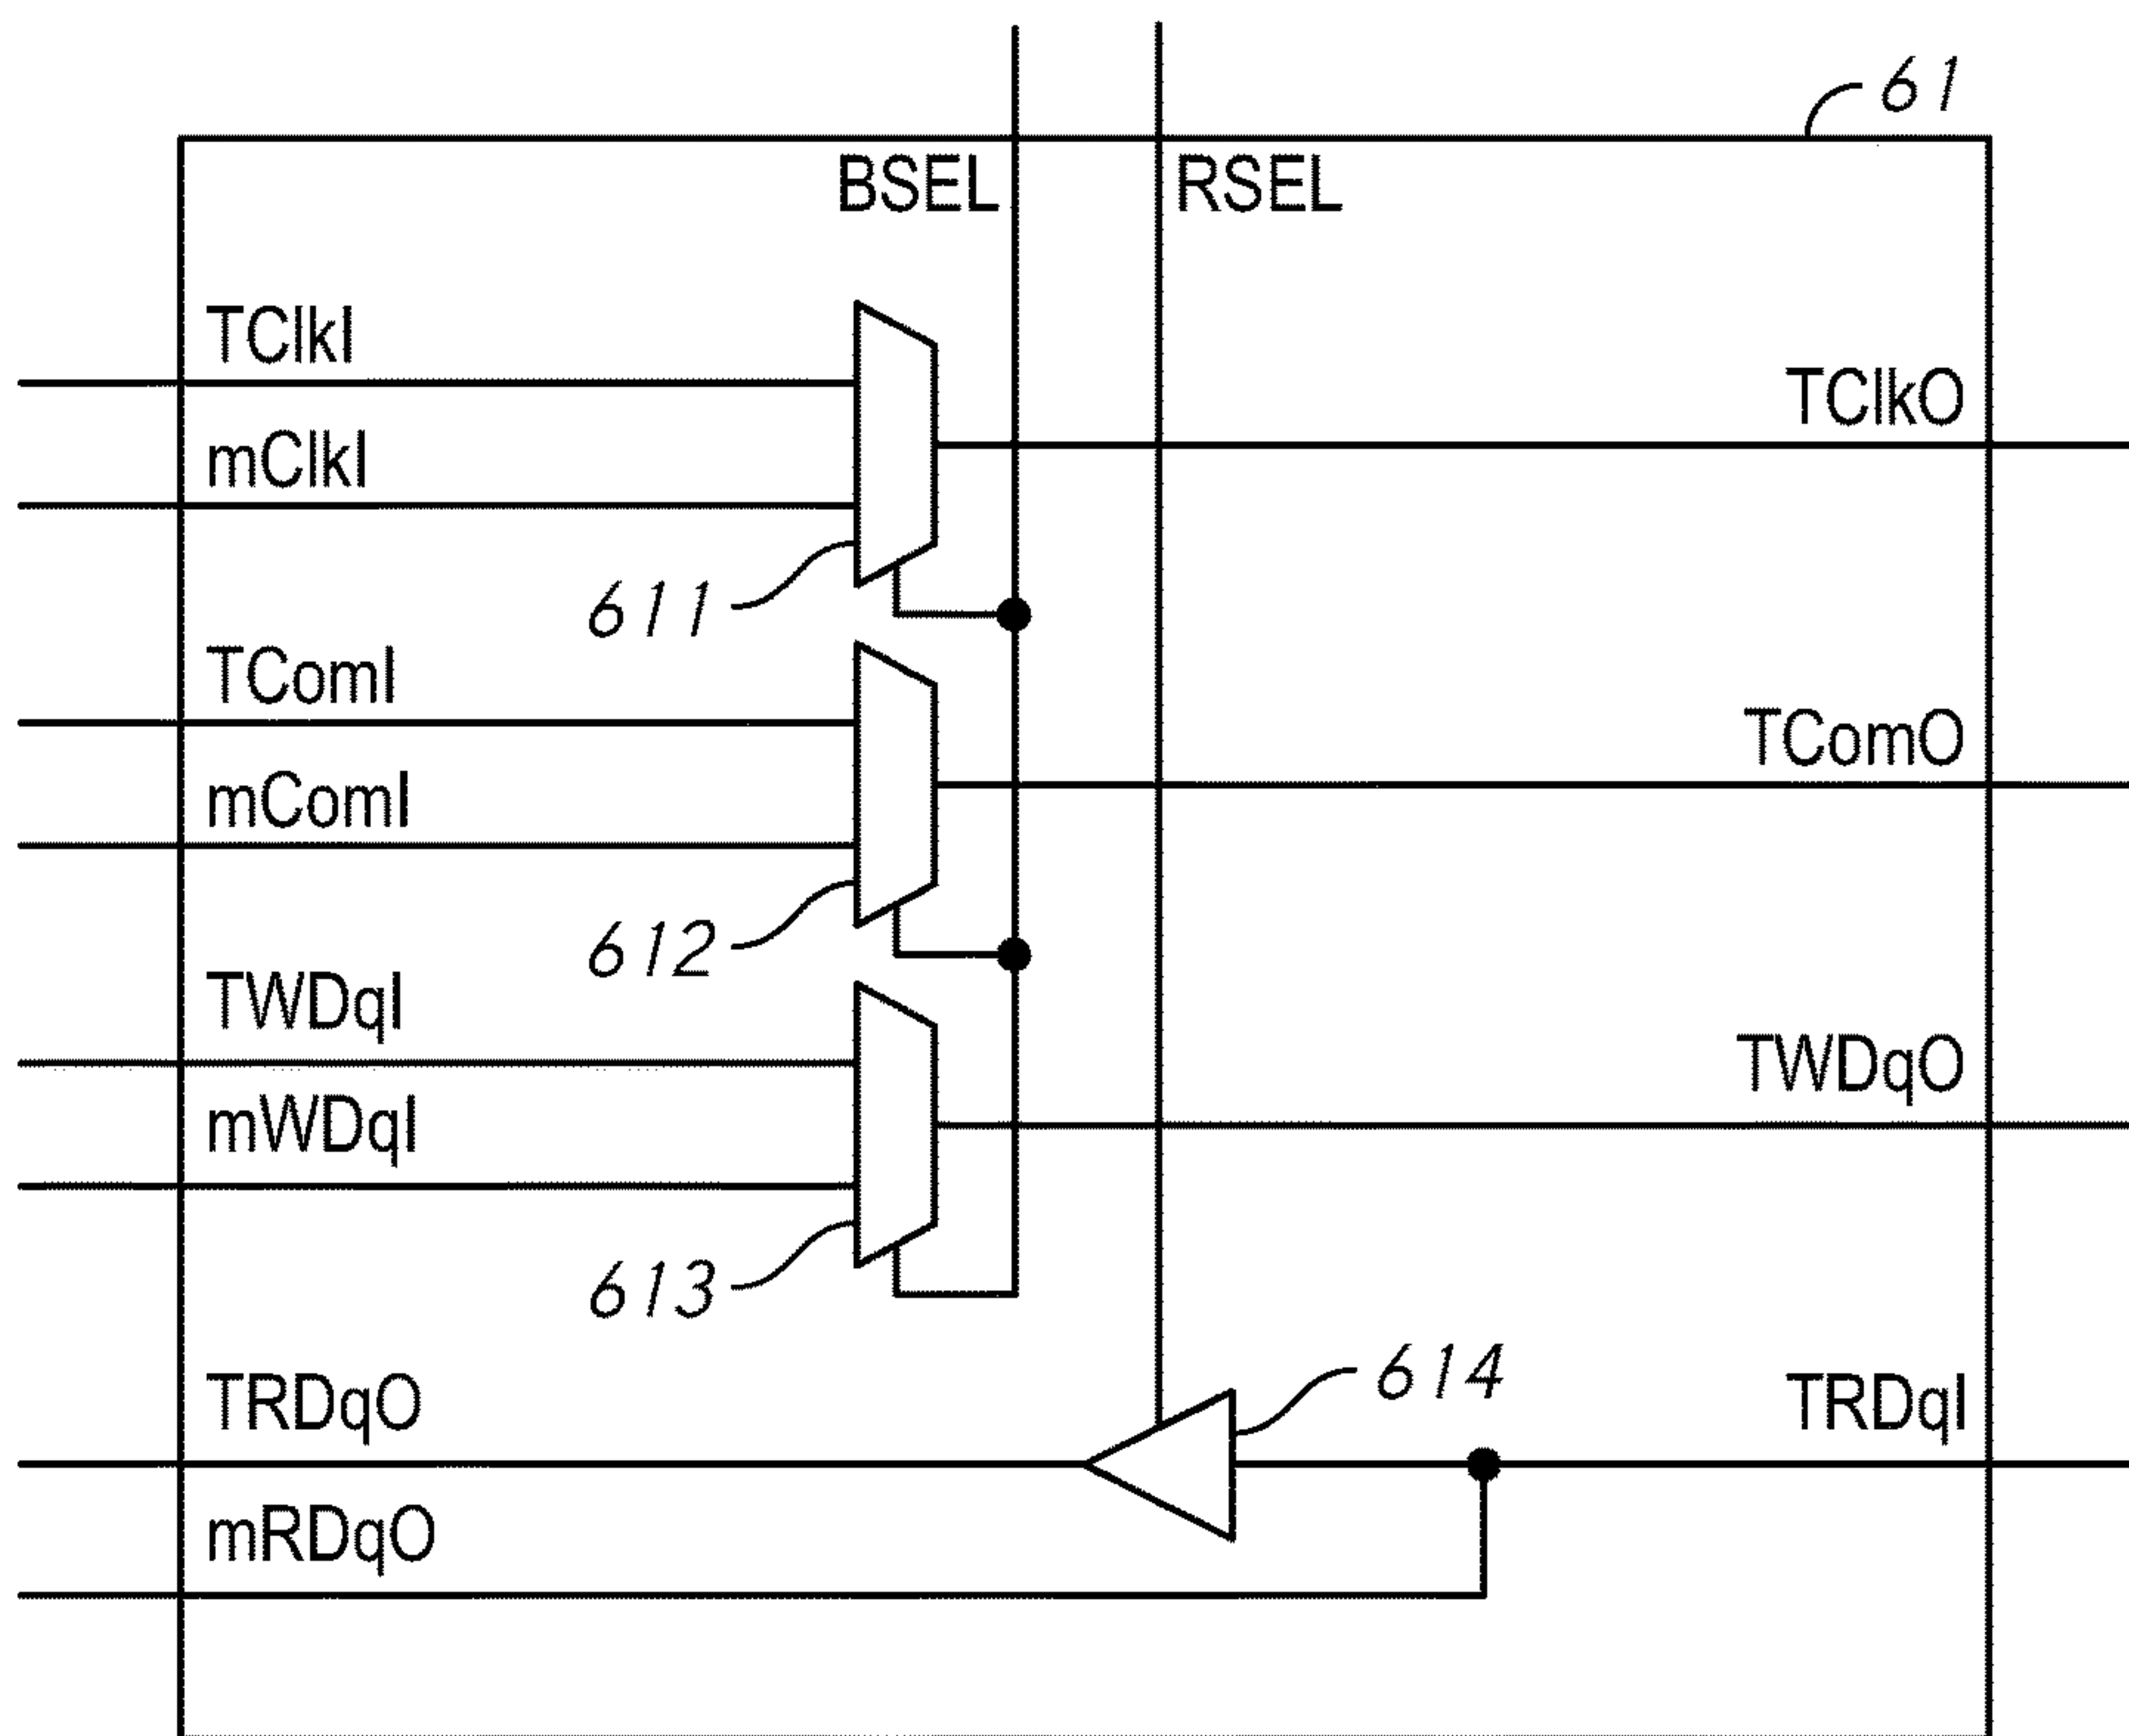 61
BSEL
RSEL
TClkI
TClkO
mClkI
611
TComI
TComO
mComI
612
TWDqI
TWDqO
mWDqI
613
614
TRDqO
TRDqI
mRDqO